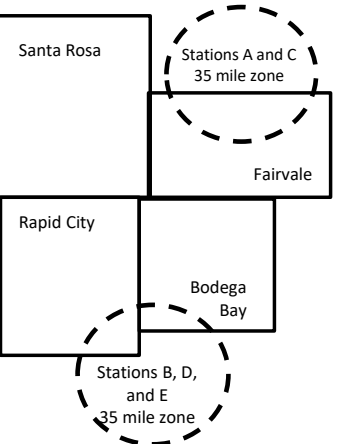 Santa Rosa
Stations A and C
35 mile zone
Fairvale
Rapid City
Bodega
Bay
Stations B, D,
and E
35 mile zone